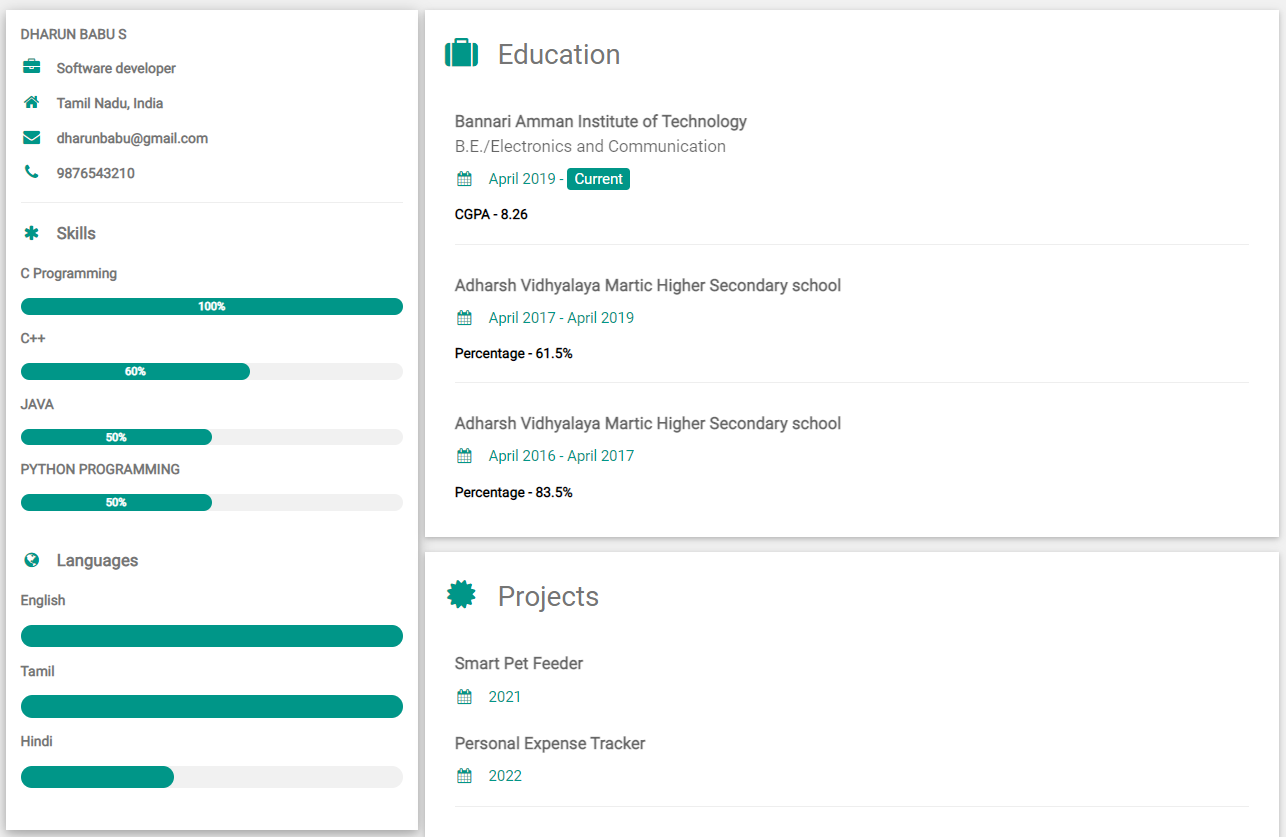 DHARUN BABU S
Software developer
Tamil Nadu, India
dharunbabu@gmail.com
9876543210
Skills
C Programming
100%
C++
60%
JAVA
50%
PYTHON PROGRAMMING
50%
Languages
English
Tamil
Hindi
Education
Bannari Amman Institute of Technology
B.E./Electronics and Communication
April 2019 - Current
CGPA - 8.26
Adharsh Vidhyalaya Martic Higher Secondary school
April 2017 - April 2019
Percentage - 61.5%
Adharsh Vidhyalaya Martic Higher Secondary school
April 2016 - April 2017
Percentage - 83.5%
Projects
Smart Pet Feeder
2021
Personal Expense Tracker
2022